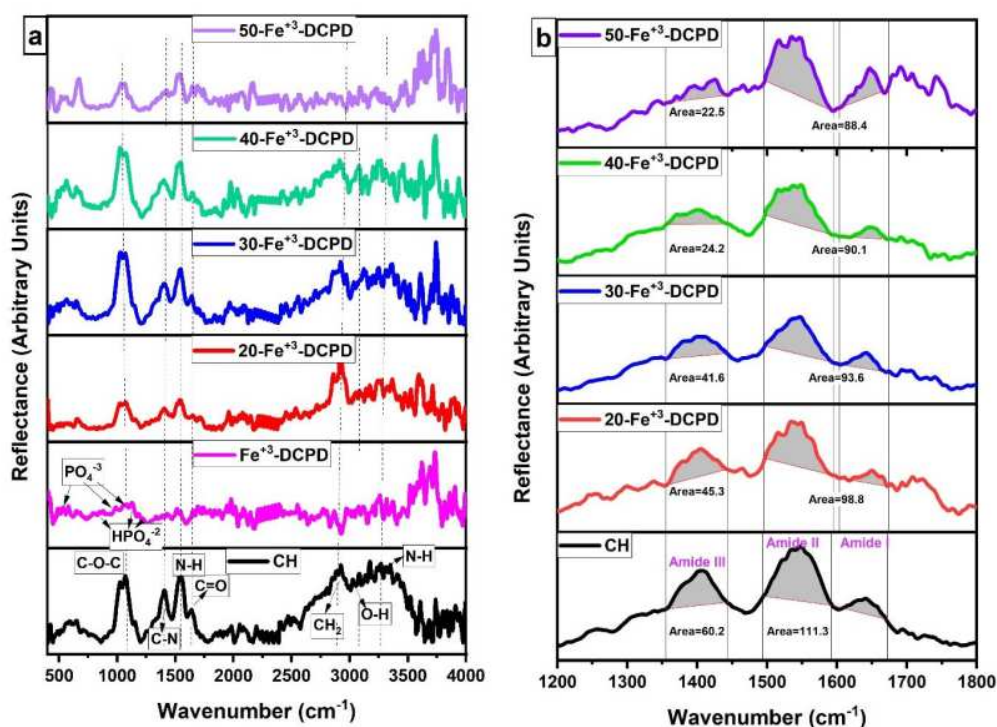 a
50-Fe⁺³-DCPD
40-Fe⁺³-DCPD
30-Fe⁺³-DCPD
20-Fe⁺³-DCPD
Fe⁺³-DCPD
PO₄⁻³
HPO₄⁻²
CH
C-O-C
N-H
C=O
C-N
CH₂
O-H
N-H
Reflectance (Arbitrary Units)
500 1000 1500 2000 2500 3000 3500 4000
Wavenumber (cm⁻¹)
b
50-Fe⁺³-DCPD
Area=22.5
Area=88.4
40-Fe⁺³-DCPD
Area=24.2
Area=90.1
30-Fe⁺³-DCPD
Area=41.6
Area=93.6
20-Fe⁺³-DCPD
Area=45.3
Area=98.8
CH
Amide III
Amide II
Amide I
Area=60.2
Area=111.3
Reflectance (Arbitrary Units)
1200 1300 1400 1500 1600 1700 1800
Wavenumber (cm⁻¹)